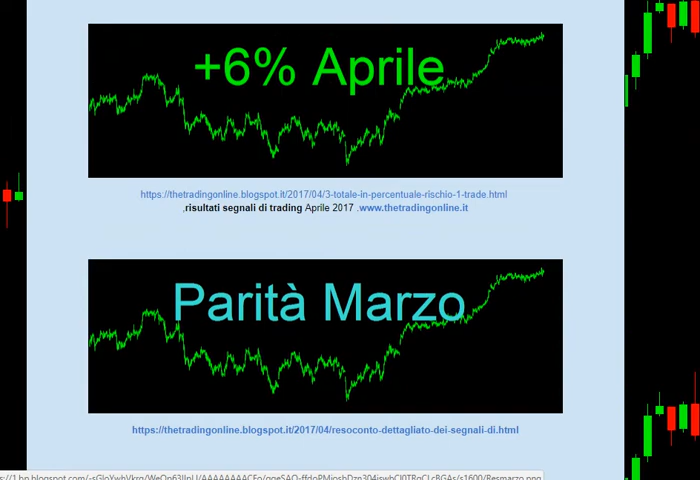 +6% Aprile
https://thetradingonline.blogspot.it/2017/04/3-totale-in-percentuale-rischio-1-trade.html
,risultati segnali di trading Aprile 2017 .www.thetradingonline.it
Parità Marzo
https://thetradingonline.blogspot.it/2017/04/resoconto-dettagliato-dei-segnali-di.html